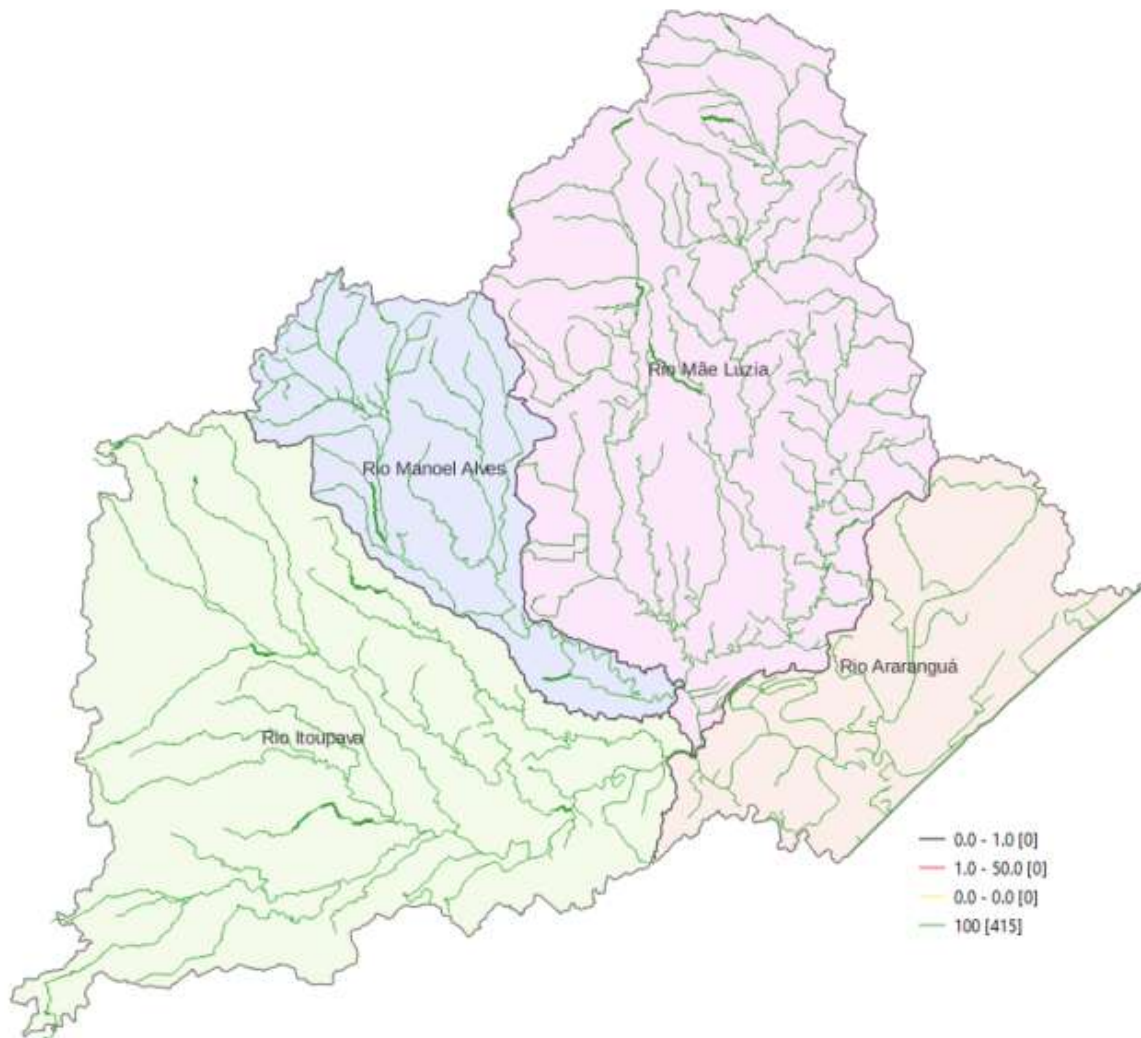 Rio Mãe Luzia
Rio Manoel Alves
Rio Araranguá
Rio Itoupava
0.0 - 1.0 [0]
1.0 - 50.0 [0]
0.0 - 0.0 [0]
100 [415]